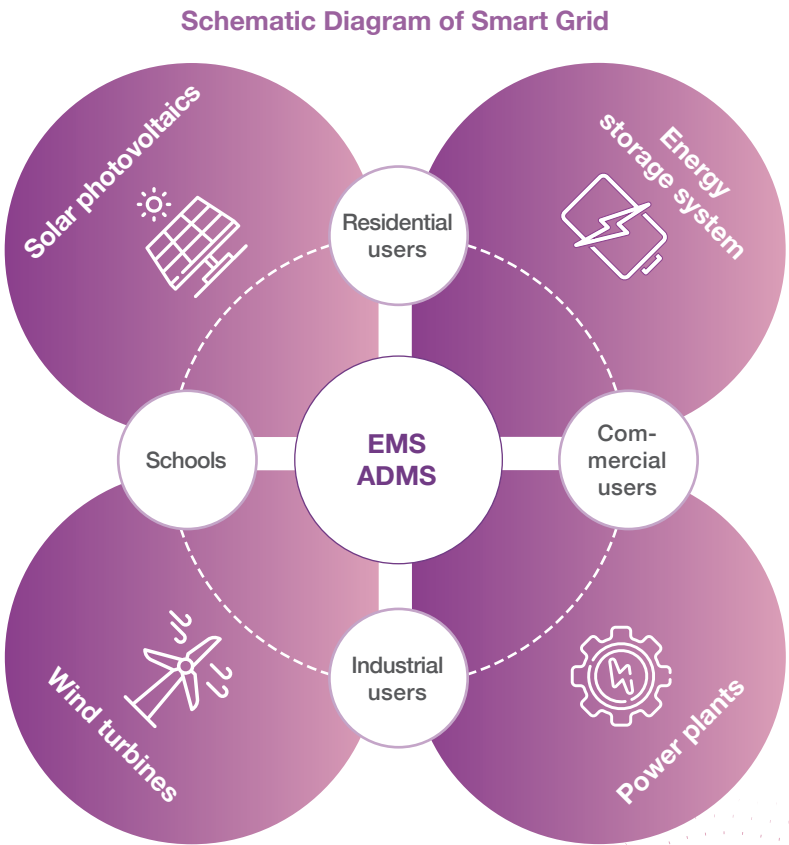 Schematic Diagram of Smart Grid
Solar photovoltaics
Energy
storage system
Residential
users
Schools
EMS
ADMS
Com-
mercial
users
Industrial
users
Wind turbines
Power plants